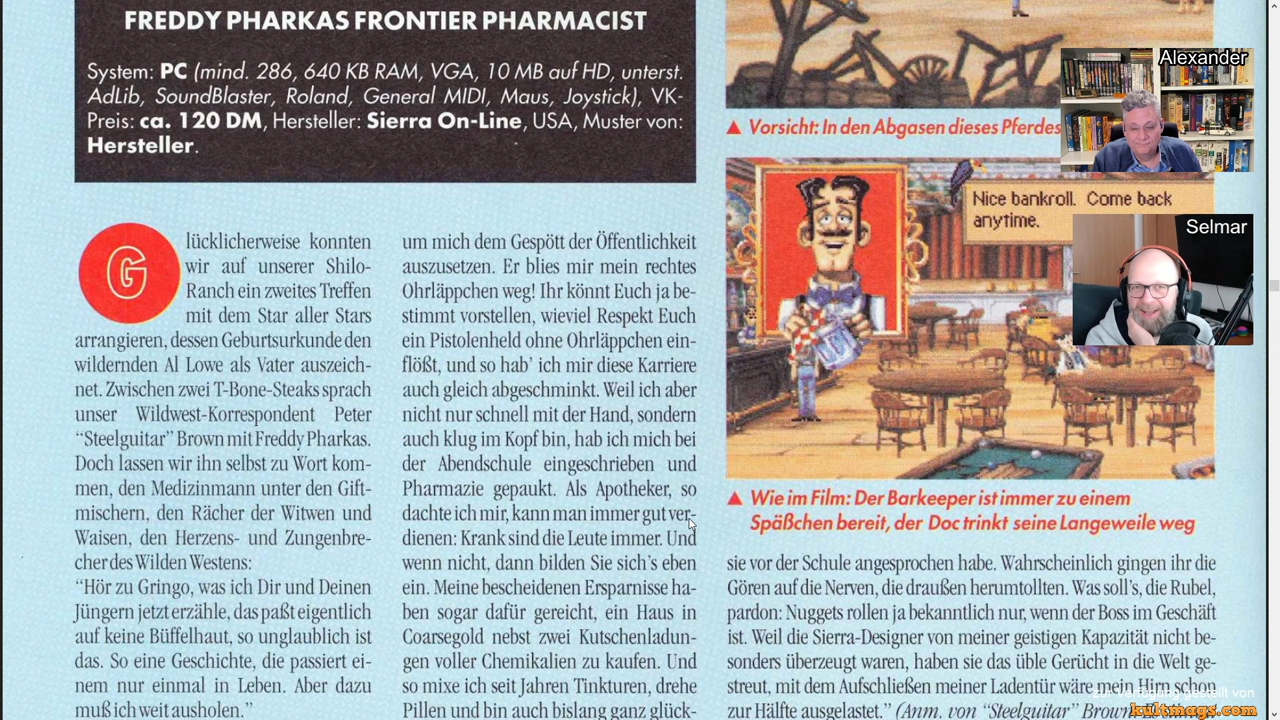 FREDDY PHARKAS FRONTIER PHARMACIST
System: PC (mind. 286, 640 KB RAM, VGA, 10 MB auf HD, unterst.
AdLib, SoundBlaster, Roland, General MIDI, Maus, Joystick), VK-
Preis: ca. 120 DM, Hersteller: Sierra On-Line, USA, Muster von:
Hersteller.
G
lücklicherweise konnten
wir auf unserer Shilo-
Ranch ein zweites Treffen
mit dem Star aller Stars
arrangieren, dessen Geburtsurkunde den
wildernden Al Lowe als Vater auszeich-
net. Zwischen zwei T-Bone-Steaks sprach
unser Wildwest-Korrespondent Peter
“Steelguitar” Brown mit Freddy Pharkas.
Doch lassen wir ihn selbst zu Wort kom-
men, den Medizinmann unter den Gift-
mischern, den Rächer der Witwen und
Waisen, den Herzens- und Zungenbre-
cher des Wilden Westens:
“Hör zu Gringo, was ich Dir und Deinen
Jüngern jetzt erzähle, das paßt eigentlich
auf keine Büffelhaut, so unglaublich ist
das. So eine Geschichte, die passiert ei-
nem nur einmal in Leben. Aber dazu
muß ich weit ausholen.”
um mich dem Gespött der Öffentlichkeit
auszusetzen. Er blies mir mein rechtes
Ohrläppchen weg! Ihr könnt Euch ja be-
stimmt vorstellen, wieviel Respekt Euch
ein Pistolenheld ohne Ohrläppchen ein-
flößt, und so hab’ ich mir diese Karriere
auch gleich abgeschminkt. Weil ich aber
nicht nur schnell mit der Hand, sondern
auch klug im Kopf bin, hab ich mich bei
der Abendschule eingeschrieben und
Pharmazie gepaukt. Als Apotheker, so
dachte ich mir, kann man immer gut ver-
dienen: Krank sind die Leute immer. Und
wenn nicht, dann bilden Sie sich’s eben
ein. Meine bescheidenen Ersparnisse ha-
ben sogar dafür gereicht, ein Haus in
Coarsegold nebst zwei Kutschenladun-
gen voller Chemikalien zu kaufen. Und
so mixe ich seit Jahren Tinkturen, drehe
Pillen und bin auch bislang ganz glück-
▲ Vorsicht: In den Abgasen dieses Pferdes
Alexander
Nice bankroll. Come back
anytime.
Selmar
▲ Wie im Film: Der Barkeeper ist immer zu einem
Späßchen bereit, der Doc trinkt seine Langeweile weg
sie vor der Schule angesprochen habe. Wahrscheinlich gingen ihr die
Gören auf die Nerven, die draußen herumtollten. Was soll’s, die Rubel,
pardon: Nuggets rollen ja bekanntlich nur, wenn der Boss im Geschäft
ist. Weil die Sierra-Designer von meiner geistigen Kapazität nicht be-
sonders überzeugt waren, haben sie das üble Gerücht in die Welt ge-
streut, mit dem Aufschließen meiner Ladentür wäre mein Hirn schon
zur Hälfte ausgelastet.” (Anm. von “Steelguitar” Brown:
zur Verfügung gestellt von
kultmags.com